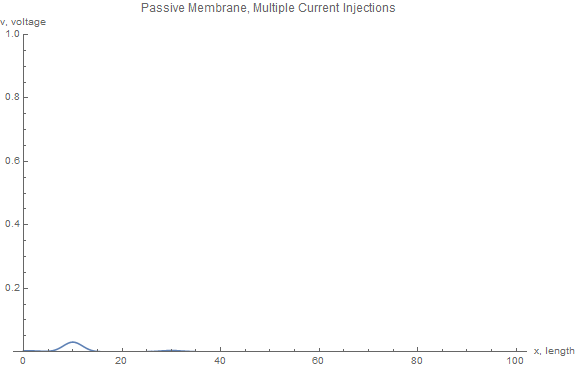 Passive Membrane, Multiple Current Injections
v, voltage
1.0
0.8
0.6
0.4
0.2
0 20 40 60 80 100 x, length